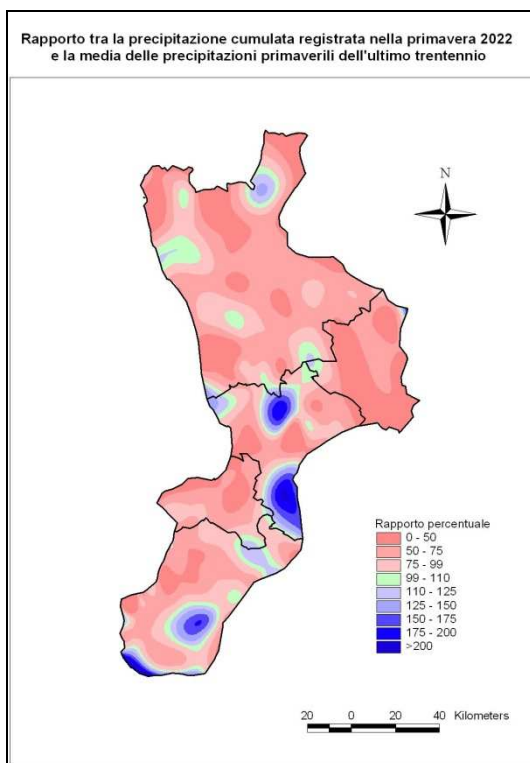 Rapporto tra la precipitazione cumulata registrata nella primavera 2022
e la media delle precipitazioni primaverili dell'ultimo trentennio
N
Rapporto percentuale
0 - 50
50 - 75
75 - 99
99 - 110
110 - 125
125 - 150
150 - 175
175 - 200
>200
20 0 20 40 Kilometers